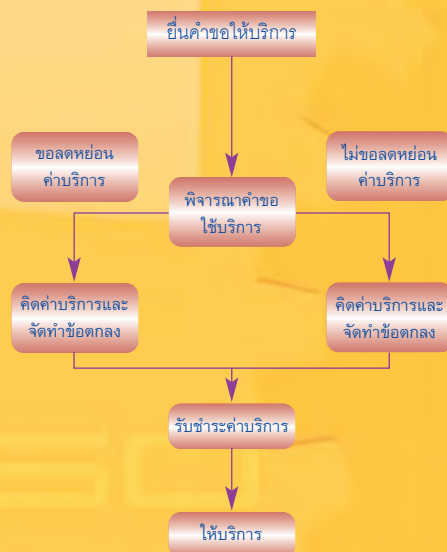 ยื่นคำขอให้บริการ
ขอลดหย่อน
ค่าบริการ
ไม่ขอลดหย่อน
ค่าบริการ
พิจารณาคำขอ
ใช้บริการ
คิดค่าบริการและ
จัดทำข้อตกลง
คิดค่าบริการและ
จัดทำข้อตกลง
รับชำระค่าบริการ
ให้บริการ